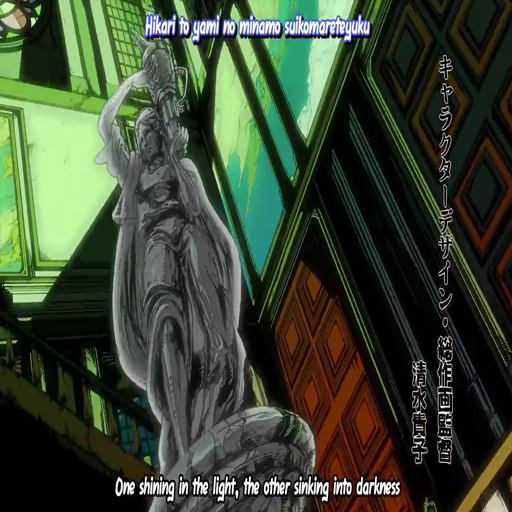 Hikari to yami no minamo suikomareteyuku
キャラクターデザイン・総作画監督
清水貴子
One shining in the light, the other sinking into darkness